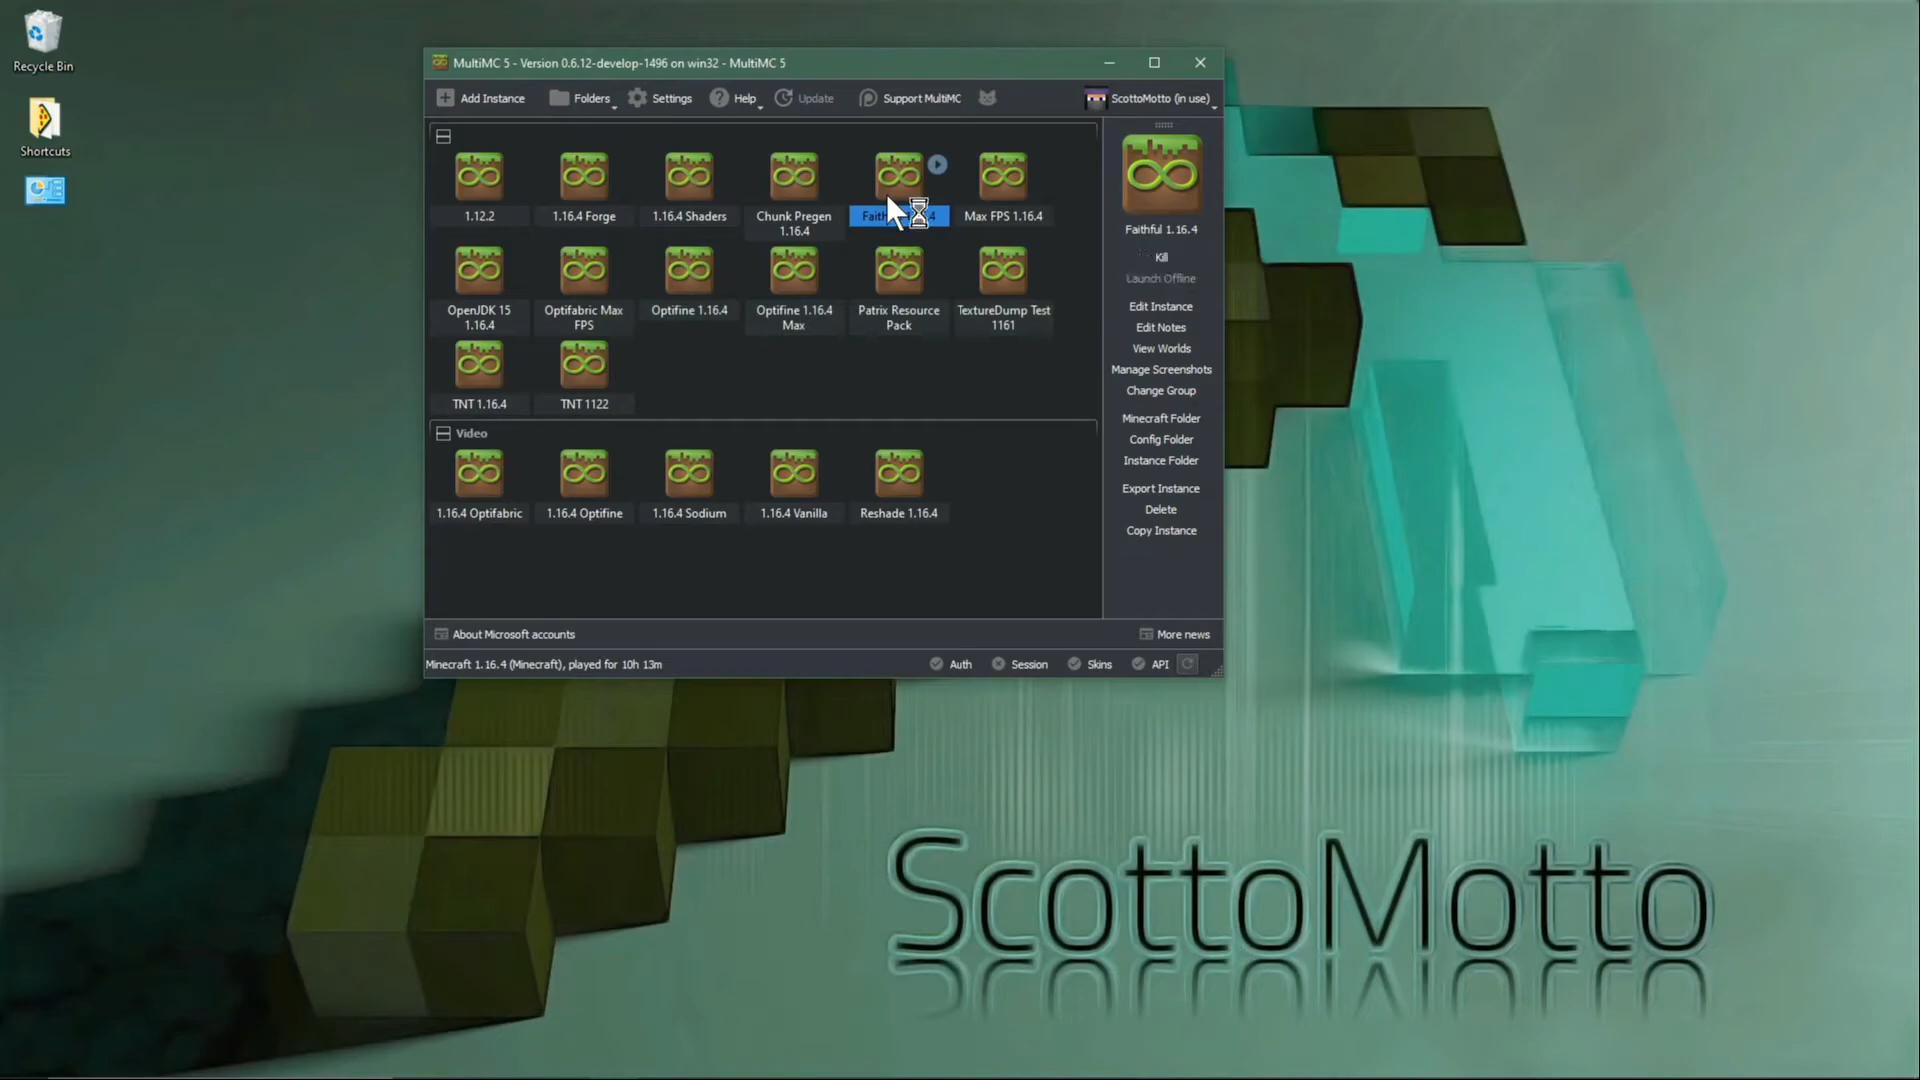 Recycle Bin
Shortcuts
MultiMC 5 - Version 0.6.12-develop-1496 on win32 - MultiMC 5
Add Instance Folders Settings Help Update Support MultiMC ScottoMotto (in use)
1.12.2
1.16.4 Forge
1.16.4 Shaders
Chunk Pregen
1.16.4
Max FPS 1.16.4
OpenJDK 15
1.16.4
Optifabric Max
FPS
Optifine 1.16.4
Optifine 1.16.4
Max
Patrix Resource
Pack
TextureDump Test
1161
TNT 1.16.4
TNT 1122
Video
1.16.4 Optifabric
1.16.4 Optifine
1.16.4 Sodium
1.16.4 Vanilla
Reshade 1.16.4
Faithful 1.16.4
Kill
Launch Offline
Edit Instance
Edit Notes
View Worlds
Manage Screenshots
Change Group
Minecraft Folder
Config Folder
Instance Folder
Export Instance
Delete
Copy Instance
About Microsoft accounts
More news
Minecraft 1.16.4 (Minecraft), played for 10h 13m
Auth Session Skins API
ScottoMotto